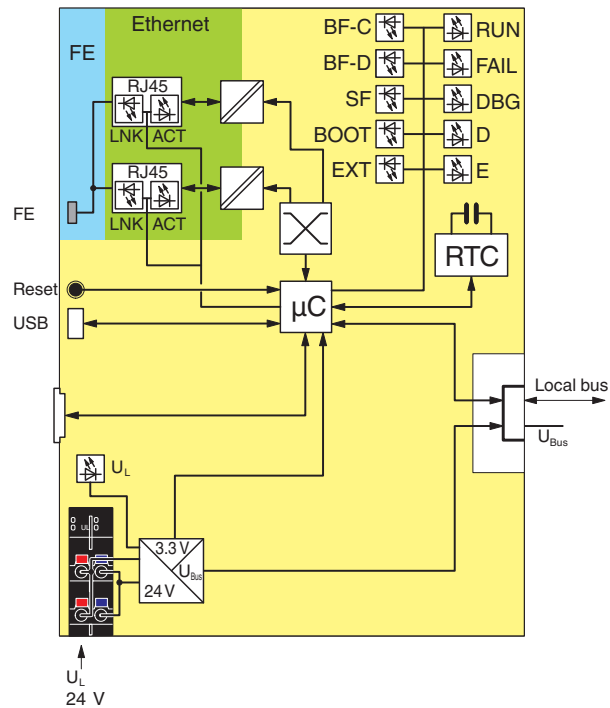 Ethernet
FE
RJ45
LNK ACT
RJ45
LNK ACT
FE
BF-C
RUN
BF-D
FAIL
SF
DBG
BOOT
D
EXT
E
RTC
Reset
µC
USB
Local bus
UBus
UL
UL
3.3 V
UBus
24 V
UL
24 V